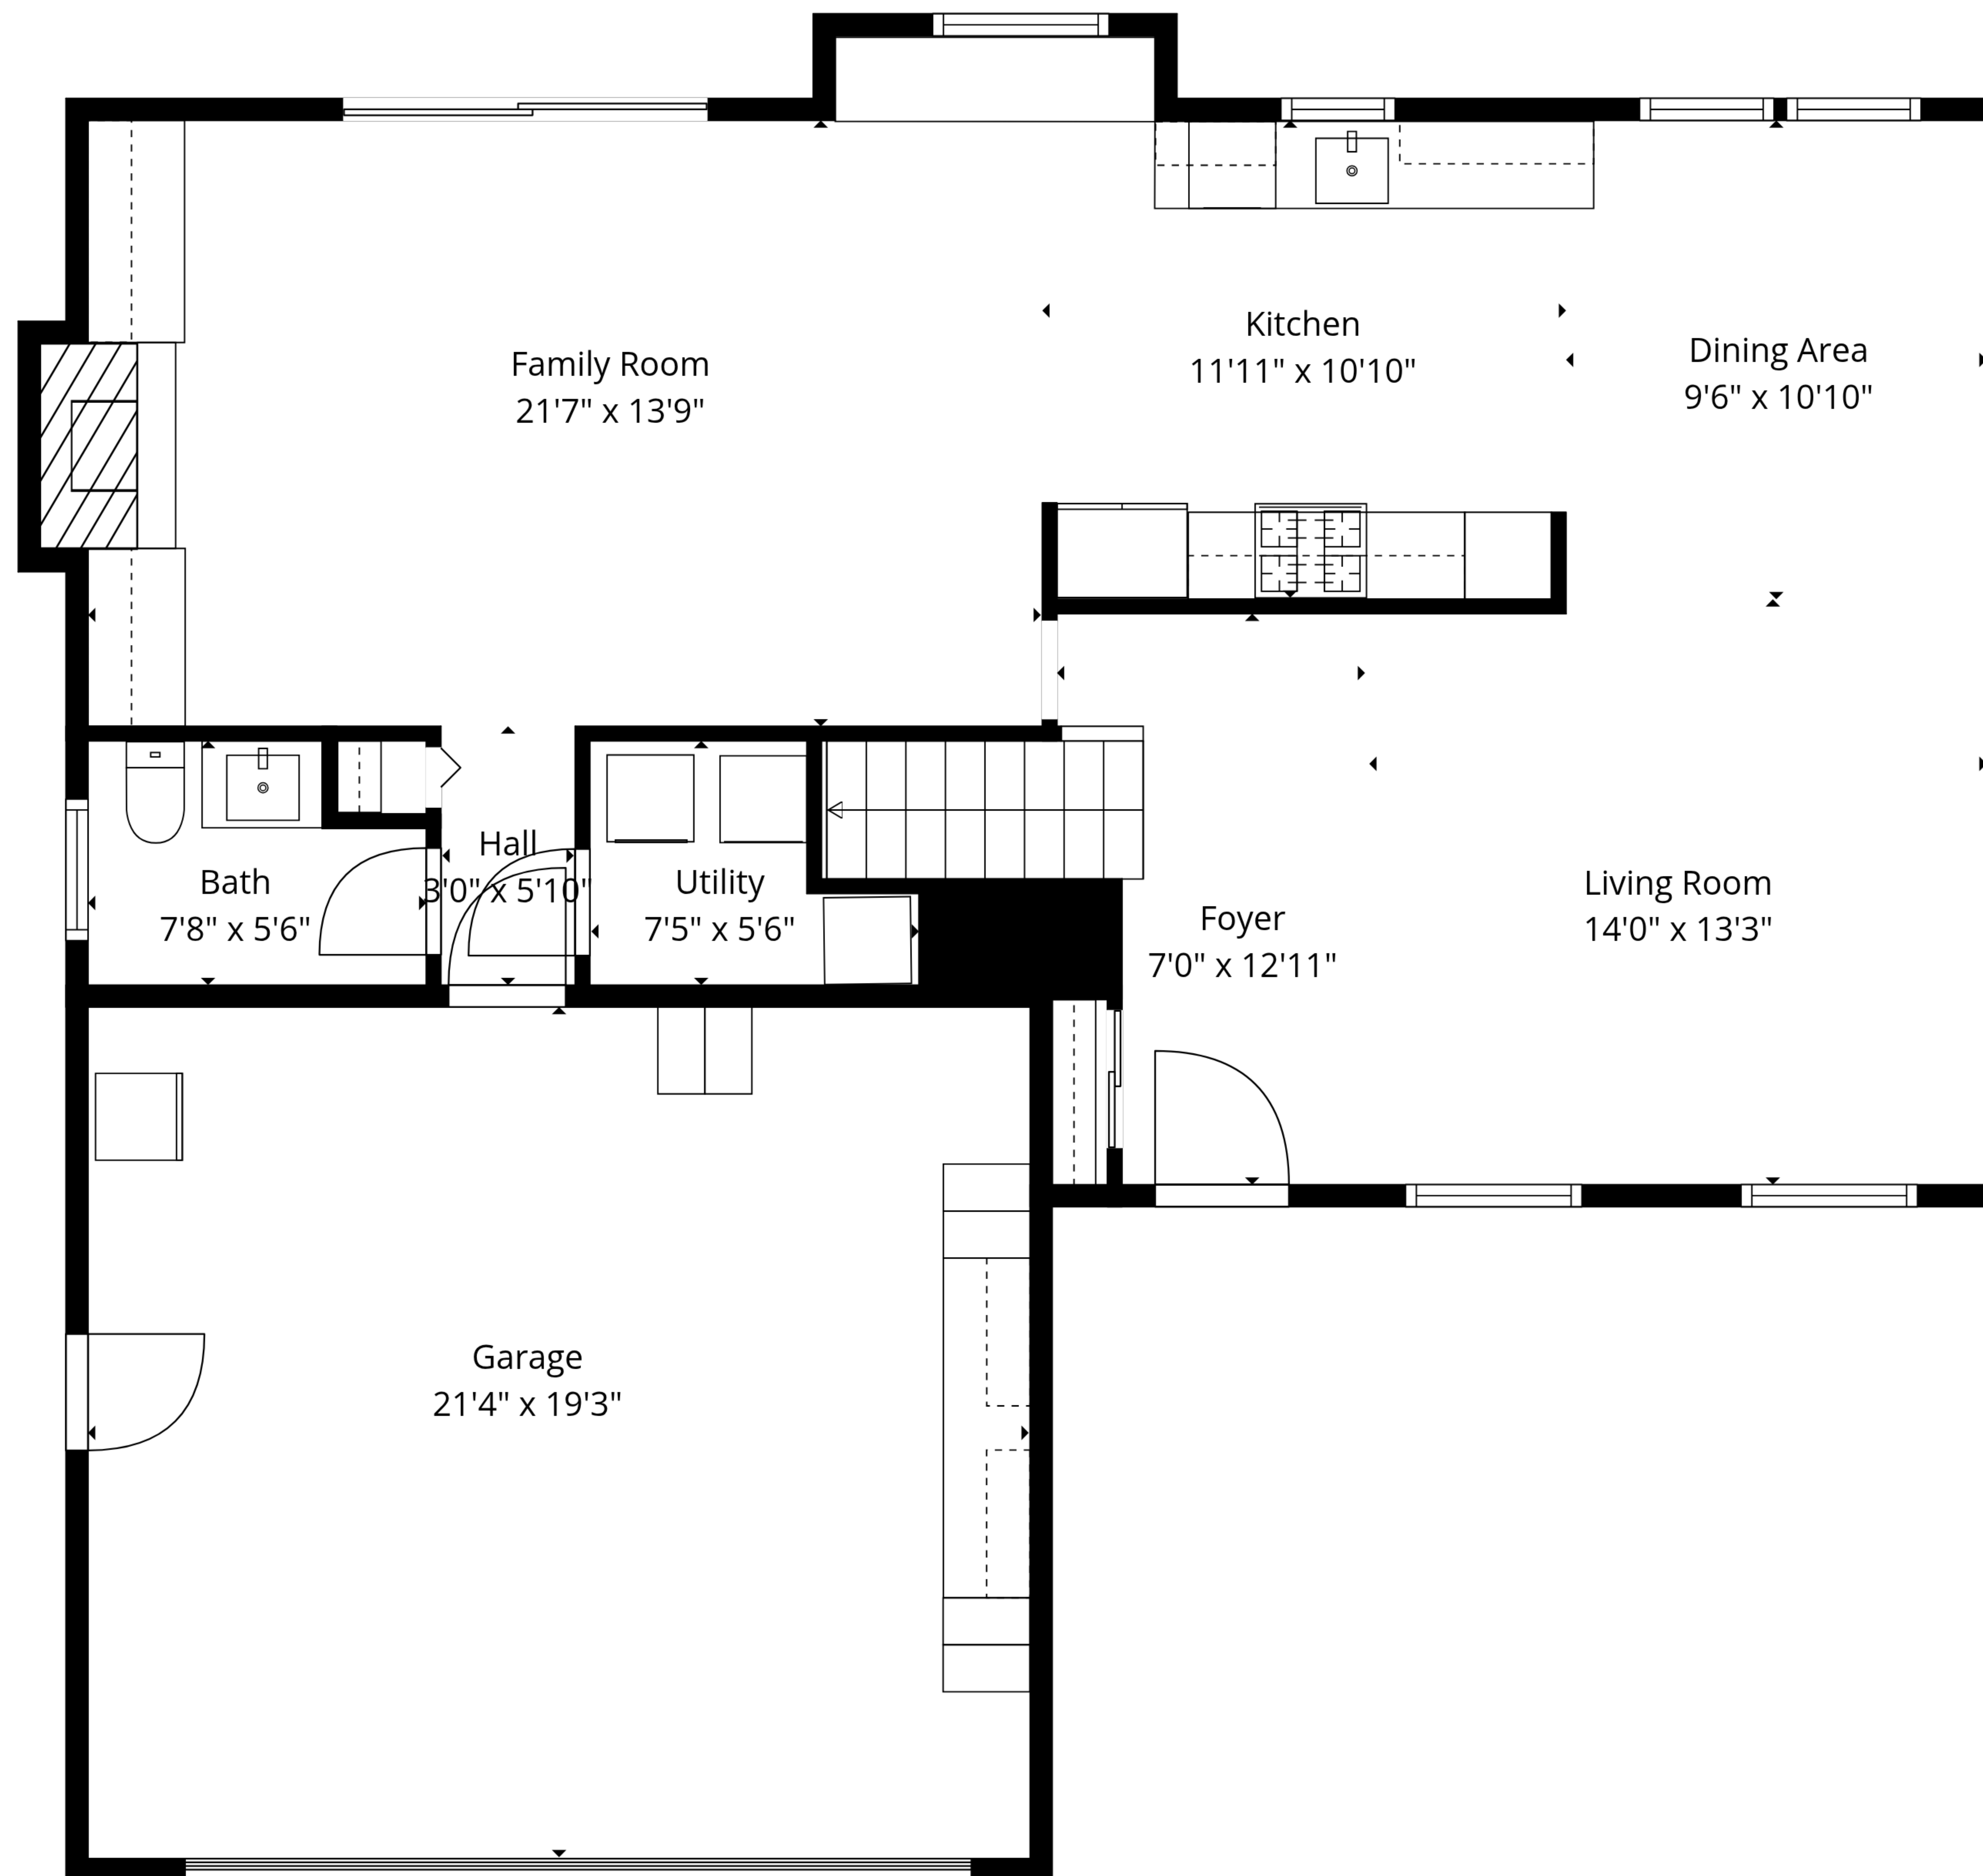 Family Room
21'7" x 13'9"
Kitchen
11'11" x 10'10"
Dining Area
9'6" x 10'10"
Hall
3'0" x 5'10"
Bath
7'8" x 5'6"
Utility
7'5" x 5'6"
Foyer
7'0" x 12'11"
Living Room
14'0" x 13'3"
Garage
21'4" x 19'3"